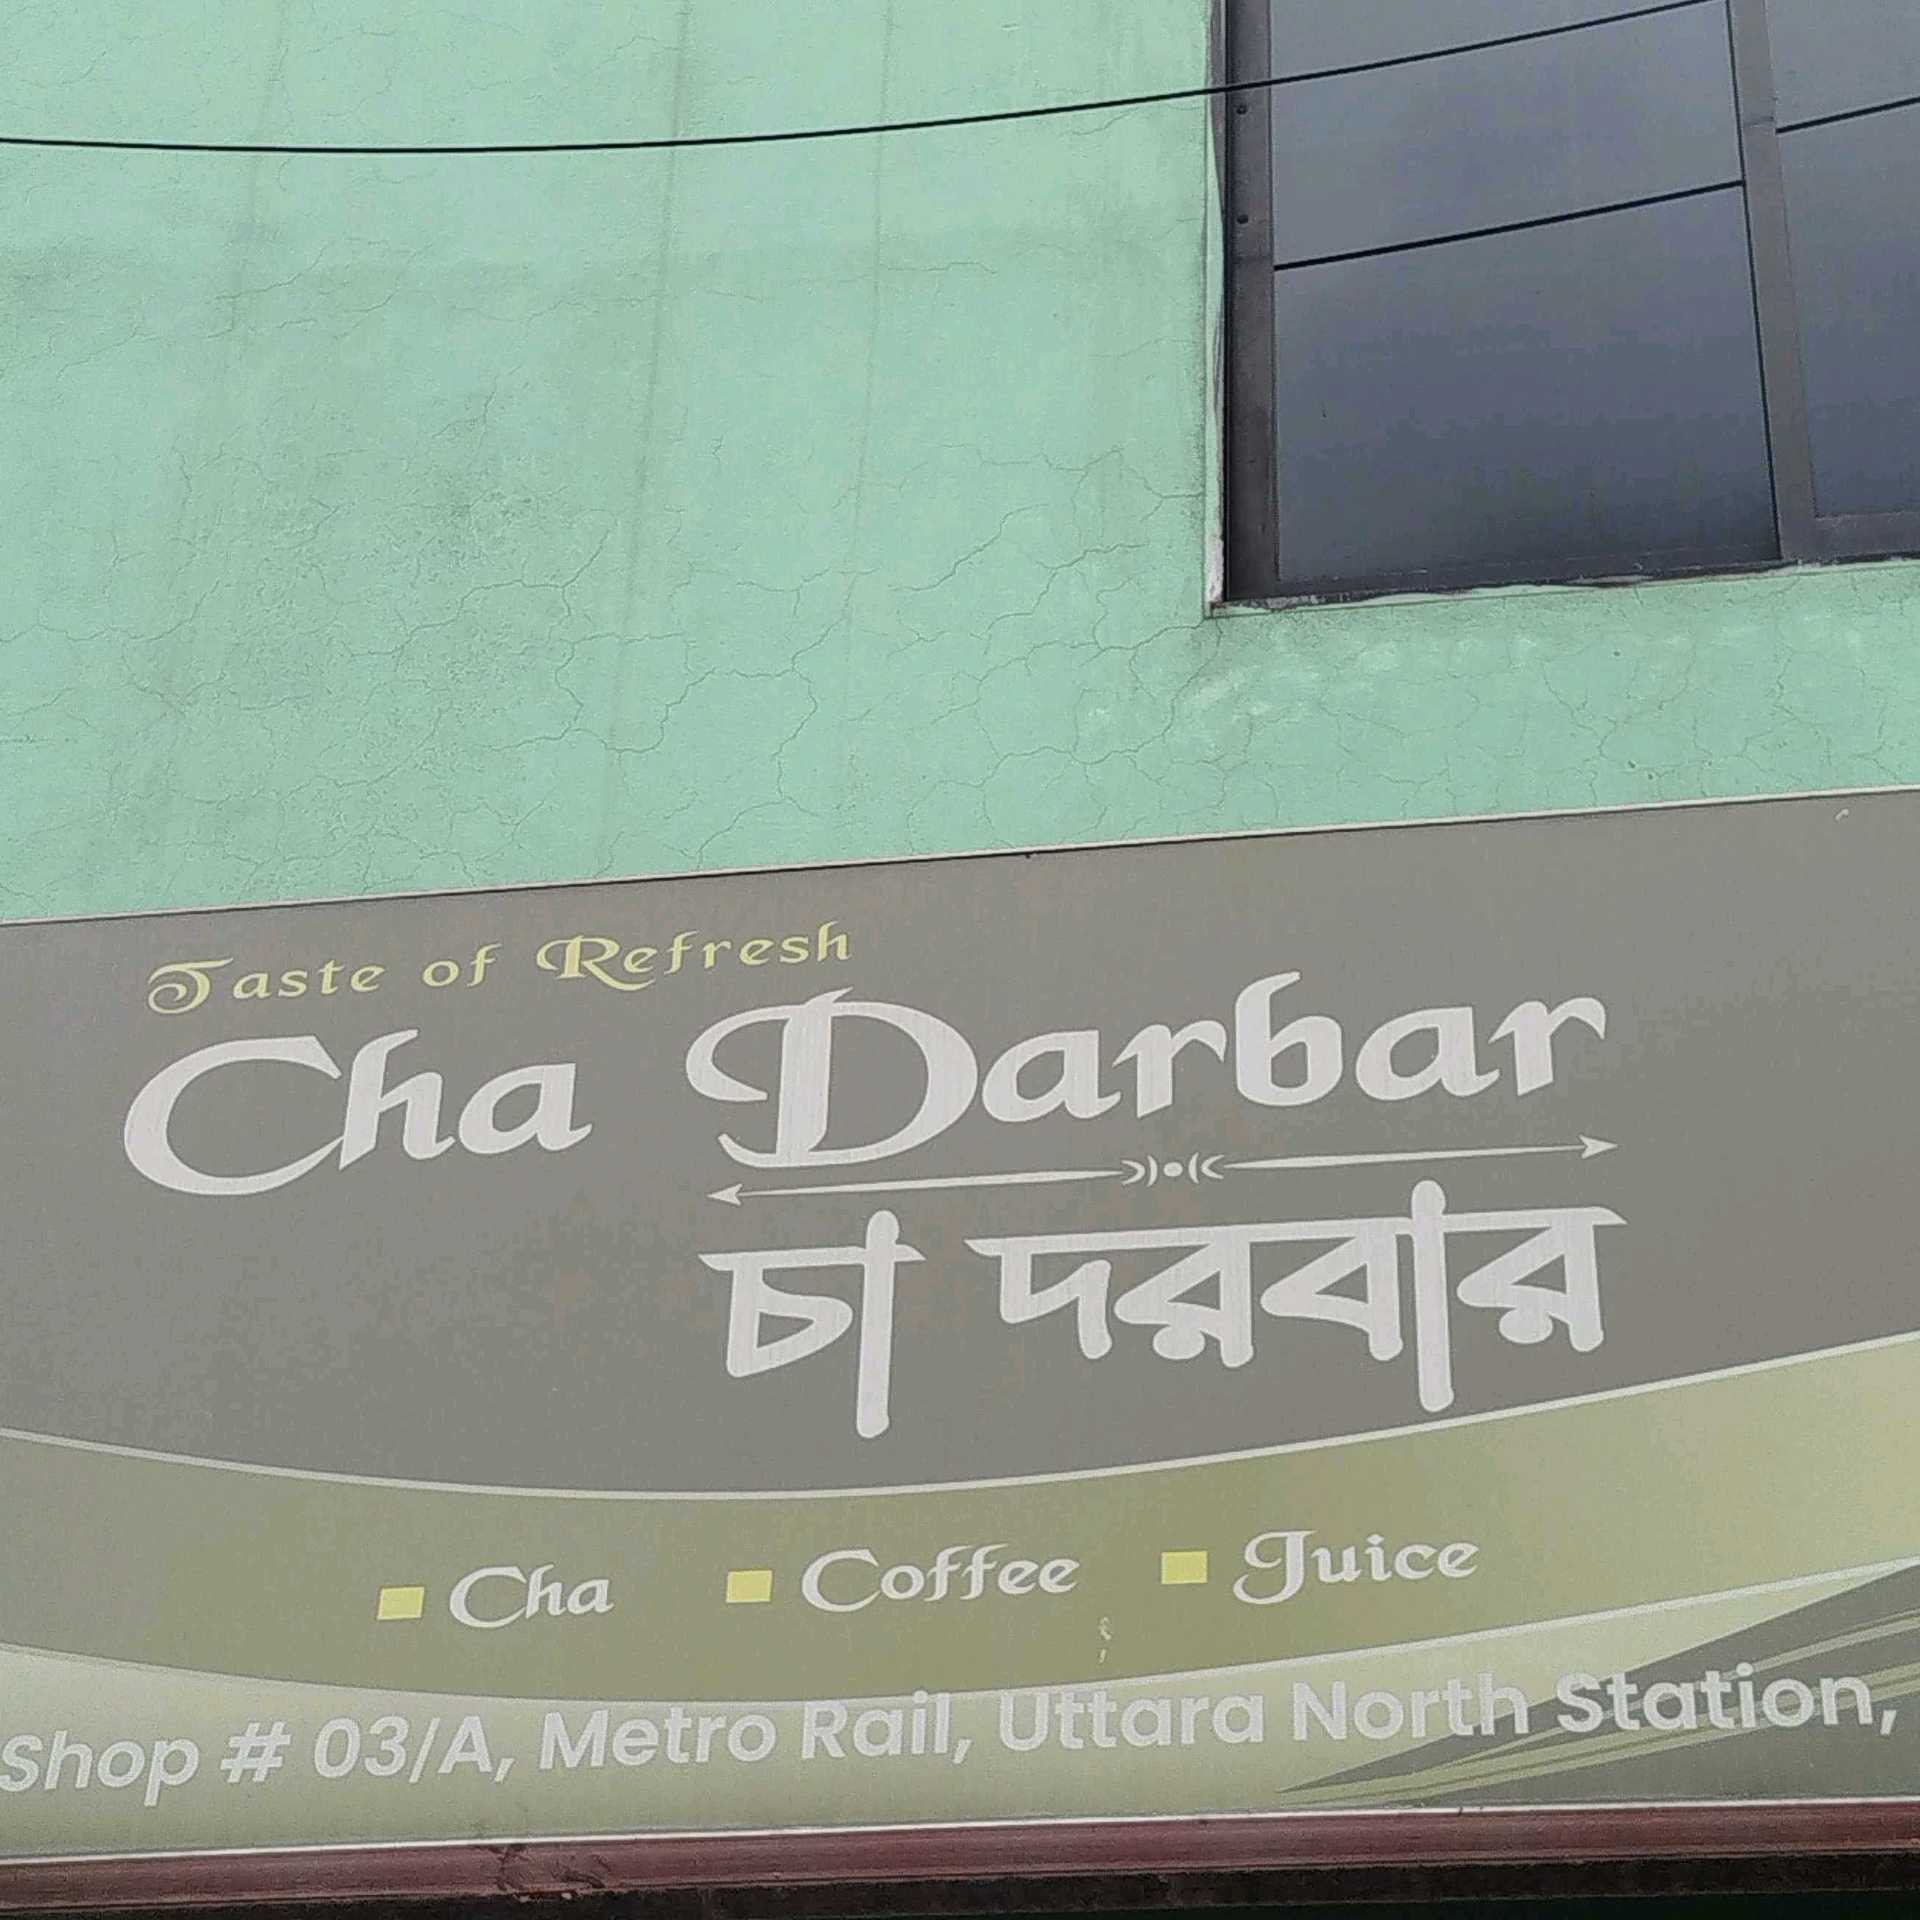 Taste of Refresh
Cha Darbar
চা দরবার
Cha Coffee Juice
Shop # 03/A, Metro Rail, Uttara North Station,